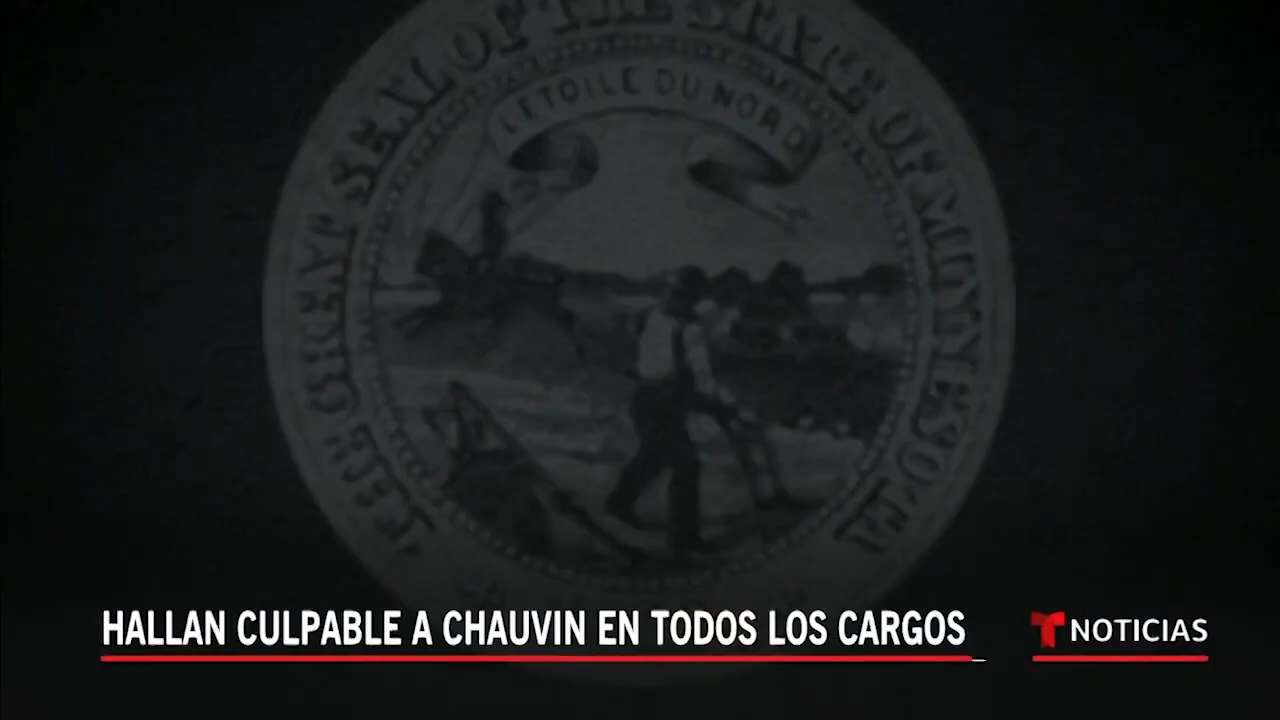 THE GREAT SEAL OF THE STATE OF MINNESOTA
L'ETOILE DU NORD
HALLAN CULPABLE A CHAUVIN EN TODOS LOS CARGOS
NOTICIAS